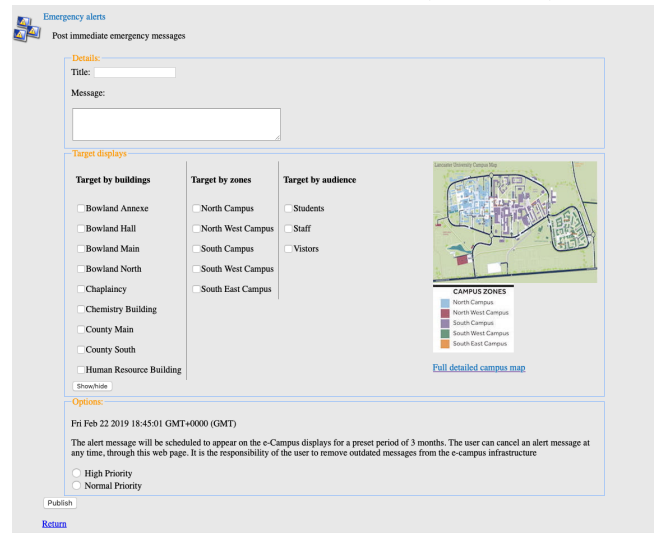 Emergency alerts
Post immediate emergency messages
Details:
Title:
Message:
Target displays
Target by buildings
Bowland Annexe
Bowland Hall
Bowland Main
Bowland North
Chaplaincy
Chemistry Building
County Main
County South
Human Resource Building
Show/hide
Target by zones
North Campus
North West Campus
South Campus
South West Campus
South East Campus
Target by audience
Students
Staff
Vistors
Lancaster University Campus Map
CAMPUS ZONES
North Campus
North West Campus
South Campus
South West Campus
South East Campus
Full detailed campus map
Options:
Fri Feb 22 2019 18:45:01 GMT+0000 (GMT)
The alert message will be scheduled to appear on the e-Campus displays for a preset period of 3 months. The user can cancel an alert message at
any time, through this web page. It is the responsibility of the user to remove outdated messages from the e-campus infrastructure
High Priority
Normal Priority
Publish
Return